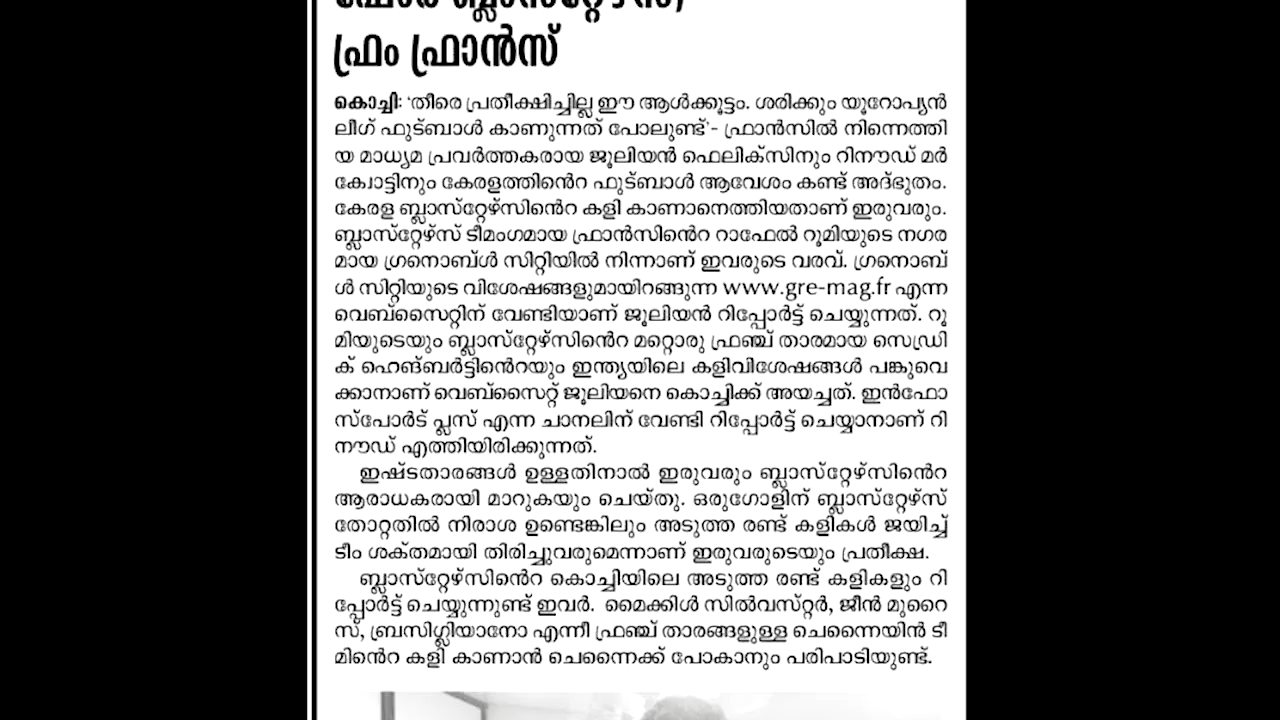 ഫ്രം ഫ്രാൻസ്
കൊച്ചി: 'തീരെ പ്രതീക്ഷിച്ചില്ല ഈ ആൾക്കൂട്ടം. ശരിക്കും യൂറോപ്യൻ
ലീഗ് ഫുട്ബാൾ കാണുന്നത് പോലുണ്ട്'- ഫ്രാൻസിൽ നിന്നെത്തി
യ മാധ്യമ പ്രവർത്തകരായ ജൂലിയൻ ഫെലിക്സിനും റിനൗഡ് മർ
ക്വോട്ടിനും കേരളത്തിൻെറ ഫുട്ബാൾ ആവേശം കണ്ട് അദ്ഭുതം.
കേരള ബ്ലാസ്റ്റേഴ്സിൻെറ കളി കാണാനെത്തിയതാണ് ഇരുവരും.
ബ്ലാസ്റ്റേഴ്സ് ടീമംഗമായ ഫ്രാൻസിൻെറ റാഫേൽ റൂമിയുടെ നഗര
മായ ഗ്രനൊബ്ൾ സിറ്റിയിൽ നിന്നാണ് ഇവരുടെ വരവ്. ഗ്രനൊബ്
ൾ സിറ്റിയുടെ വിശേഷങ്ങളുമായിറങ്ങുന്ന www.gre-mag.fr എന്ന
വെബ്സൈറ്റിന് വേണ്ടിയാണ് ജൂലിയൻ റിപ്പോർട്ട് ചെയ്യുന്നത്. റൂ
മിയുടെയും ബ്ലാസ്റ്റേഴ്സിൻെറ മറ്റൊരു ഫ്രഞ്ച് താരമായ സെഡ്രി
ക് ഹെങ്ബർട്ടിൻെറയും ഇന്ത്യയിലെ കളിവിശേഷങ്ങൾ പങ്കുവെ
ക്കാനാണ് വെബ്സൈറ്റ് ജൂലിയനെ കൊച്ചിക്ക് അയച്ചത്. ഇൻഫോ
സ്പോർട് പ്ലസ് എന്ന ചാനലിന് വേണ്ടി റിപ്പോർട്ട് ചെയ്യാനാണ് റി
നൗഡ് എത്തിയിരിക്കുന്നത്.
ഇഷ്ടതാരങ്ങൾ ഉള്ളതിനാൽ ഇരുവരും ബ്ലാസ്റ്റേഴ്സിൻെറ
ആരാധകരായി മാറുകയും ചെയ്തു. ഒരുഗോളിന് ബ്ലാസ്റ്റേഴ്സ്
തോറ്റതിൽ നിരാശ ഉണ്ടെങ്കിലും അടുത്ത രണ്ട് കളികൾ ജയിച്ച്
ടീം ശക്തമായി തിരിച്ചുവരുമെന്നാണ് ഇരുവരുടെയും പ്രതീക്ഷ.
ബ്ലാസ്റ്റേഴ്സിൻെറ കൊച്ചിയിലെ അടുത്ത രണ്ട് കളികളും റി
പ്പോർട്ട് ചെയ്യുന്നുണ്ട് ഇവർ. മൈക്കിൾ സിൽവസ്റ്റർ, ജീൻ മുറൈ
സ്, ബ്രസിഗ്ലിയാനോ എന്നീ ഫ്രഞ്ച് താരങ്ങളുള്ള ചെന്നൈയിൻ ടീ
മിൻെറ കളി കാണാൻ ചെന്നൈക്ക് പോകാനും പരിപാടിയുണ്ട്.